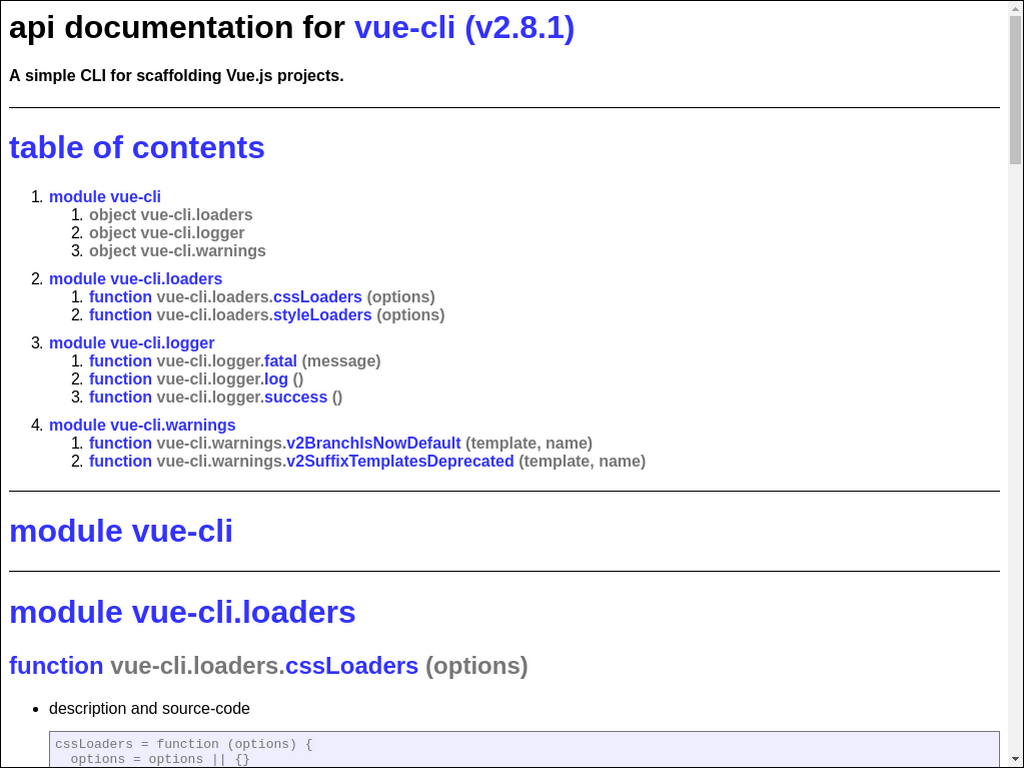 api documentation for vue-cli (v2.8.1)
A simple CLI for scaffolding Vue.js projects.
table of contents
1. module vue-cli
1. object vue-cli.loaders
2. object vue-cli.logger
3. object vue-cli.warnings
2. module vue-cli.loaders
1. function vue-cli.loaders.cssLoaders (options)
2. function vue-cli.loaders.styleLoaders (options)
3. module vue-cli.logger
1. function vue-cli.logger.fatal (message)
2. function vue-cli.logger.log ()
3. function vue-cli.logger.success ()
4. module vue-cli.warnings
1. function vue-cli.warnings.v2BranchIsNowDefault (template, name)
2. function vue-cli.warnings.v2SuffixTemplatesDeprecated (template, name)
module vue-cli
module vue-cli.loaders
function vue-cli.loaders.cssLoaders (options)
• description and source-code
cssLoaders = function (options) {
  options = options || {}